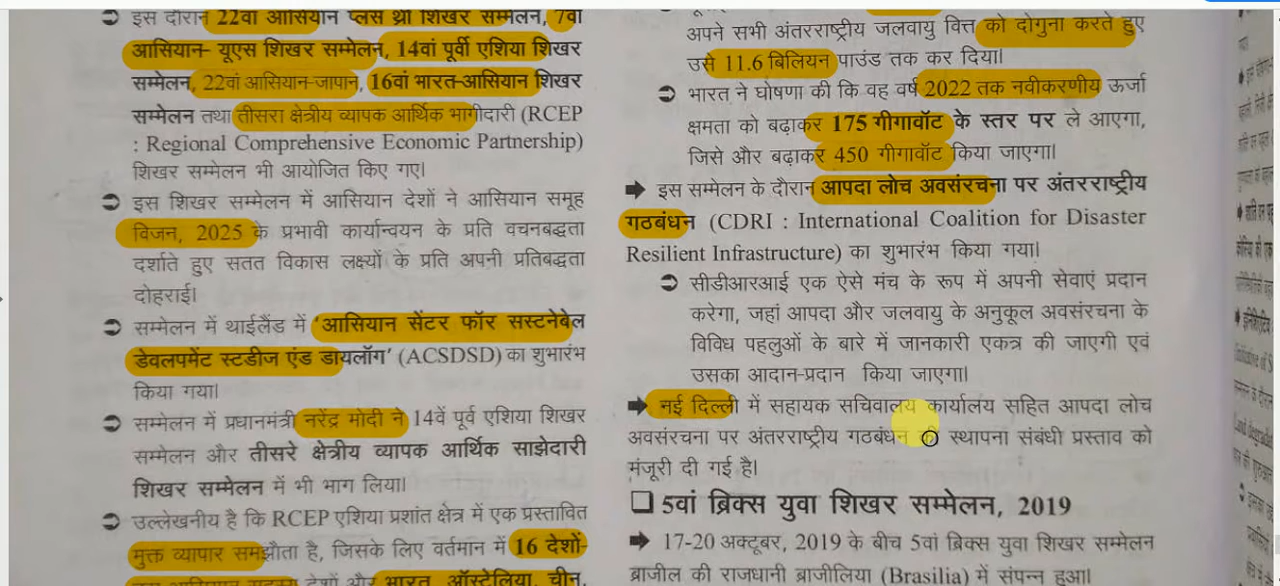 इस दौरान 22वां आसियान प्लस थ्री शिखर सम्मेलन, 7वां
आसियान- यूएस शिखर सम्मेलन, 14वां पूर्वी एशिया शिखर
सम्मेलन, 22वां आसियान-जापान, 16वां भारत-आसियान शिखर
सम्मेलन तथा तीसरा क्षेत्रीय व्यापक आर्थिक भागीदारी (RCEP
: Regional Comprehensive Economic Partnership)
शिखर सम्मेलन भी आयोजित किए गए।
इस शिखर सम्मेलन में आसियान देशों ने आसियान समूह
विजन, 2025 के प्रभावी कार्यान्वयन के प्रति वचनबद्धता
दर्शाते हुए सतत विकास लक्ष्यों के प्रति अपनी प्रतिबद्धता
दोहराई।
सम्मेलन में थाईलैंड में 'आसियान सेंटर फॉर सस्टनेबेल
डेवलपमेंट स्टडीज एंड डायलॉग' (ACSDSD) का शुभारंभ
किया गया।
सम्मेलन में प्रधानमंत्री नरेंद्र मोदी ने 14वें पूर्व एशिया शिखर
सम्मेलन और तीसरे क्षेत्रीय व्यापक आर्थिक साझेदारी
शिखर सम्मेलन में भी भाग लिया।
उल्लेखनीय है कि RCEP एशिया प्रशांत क्षेत्र में एक प्रस्तावित
मुक्त व्यापार समझौता है, जिसके लिए वर्तमान में 16 देशों-
देशों और भारत, ऑस्ट्रेलिया, चीन,
अपने सभी अंतरराष्ट्रीय जलवायु वित्त को दोगुना करते हुए
उसे 11.6 बिलियन पाउंड तक कर दिया।
भारत ने घोषणा की कि वह वर्ष 2022 तक नवीकरणीय ऊर्जा
क्षमता को बढ़ाकर 175 गीगावॉट के स्तर पर ले आएगा,
जिसे और बढ़ाकर 450 गीगावॉट किया जाएगा।
इस सम्मेलन के दौरान आपदा लोच अवसंरचना पर अंतरराष्ट्रीय
गठबंधन (CDRI : International Coalition for Disaster
Resilient Infrastructure) का शुभारंभ किया गया।
सीडीआरआई एक ऐसे मंच के रूप में अपनी सेवाएं प्रदान
करेगा, जहां आपदा और जलवायु के अनुकूल अवसंरचना के
विविध पहलुओं के बारे में जानकारी एकत्र की जाएगी एवं
उसका आदान-प्रदान किया जाएगा।
नई दिल्ली में सहायक सचिवालय कार्यालय सहित आपदा लोच
अवसंरचना पर अंतरराष्ट्रीय गठबंधन की स्थापना संबंधी प्रस्ताव को
मंजूरी दी गई है।
5वां ब्रिक्स युवा शिखर सम्मेलन, 2019
17-20 अक्टूबर, 2019 के बीच 5वां ब्रिक्स युवा शिखर सम्मेलन
ब्राजील की राजधानी ब्राजीलिया (Brasilia) में संपन्न हुआ।